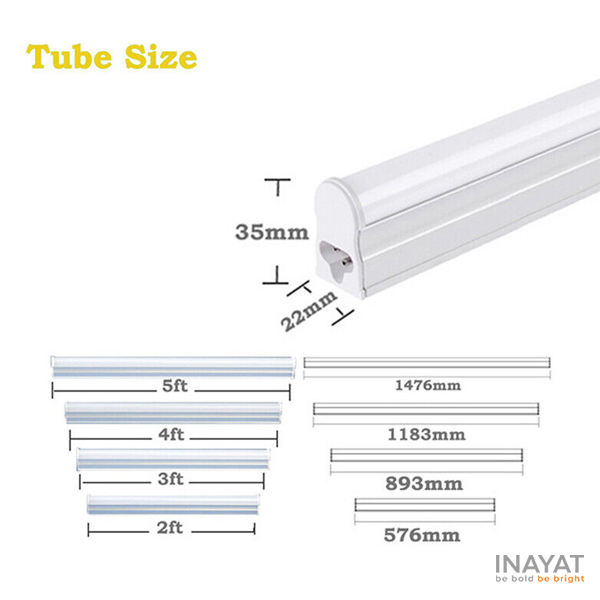 Tube Size
35mm
22mm
5ft
1476mm
4ft
1183mm
3ft
893mm
2ft
576mm
INAYAT
be bold be bright